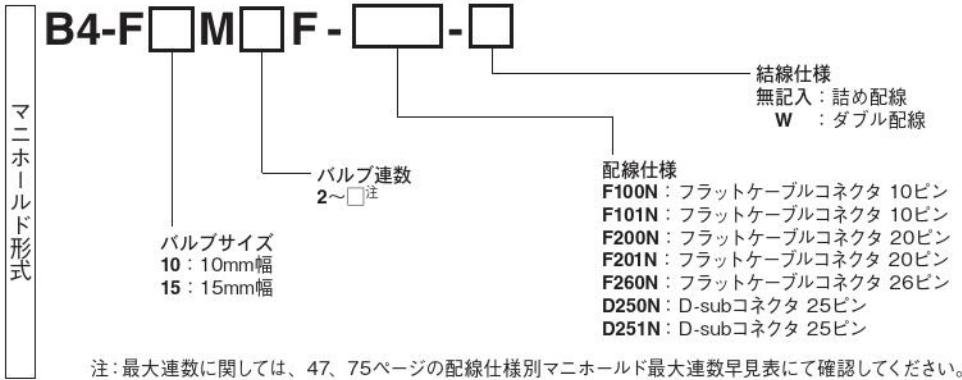 B4-F□M□F-□-□
マニホールド形式
結線仕様
無記入：詰め配線
W ：ダブル配線
バルブ連数
2～□注
配線仕様
F100N：フラットケーブルコネクタ 10ピン
F101N：フラットケーブルコネクタ 10ピン
F200N：フラットケーブルコネクタ 20ピン
F201N：フラットケーブルコネクタ 20ピン
F260N：フラットケーブルコネクタ 26ピン
D250N：D-subコネクタ 25ピン
D251N：D-subコネクタ 25ピン
バルブサイズ
10：10mm幅
15：15mm幅
注：最大連数に関しては、47、75ページの配線仕様別マニホールド最大連数早見表にて確認してください。